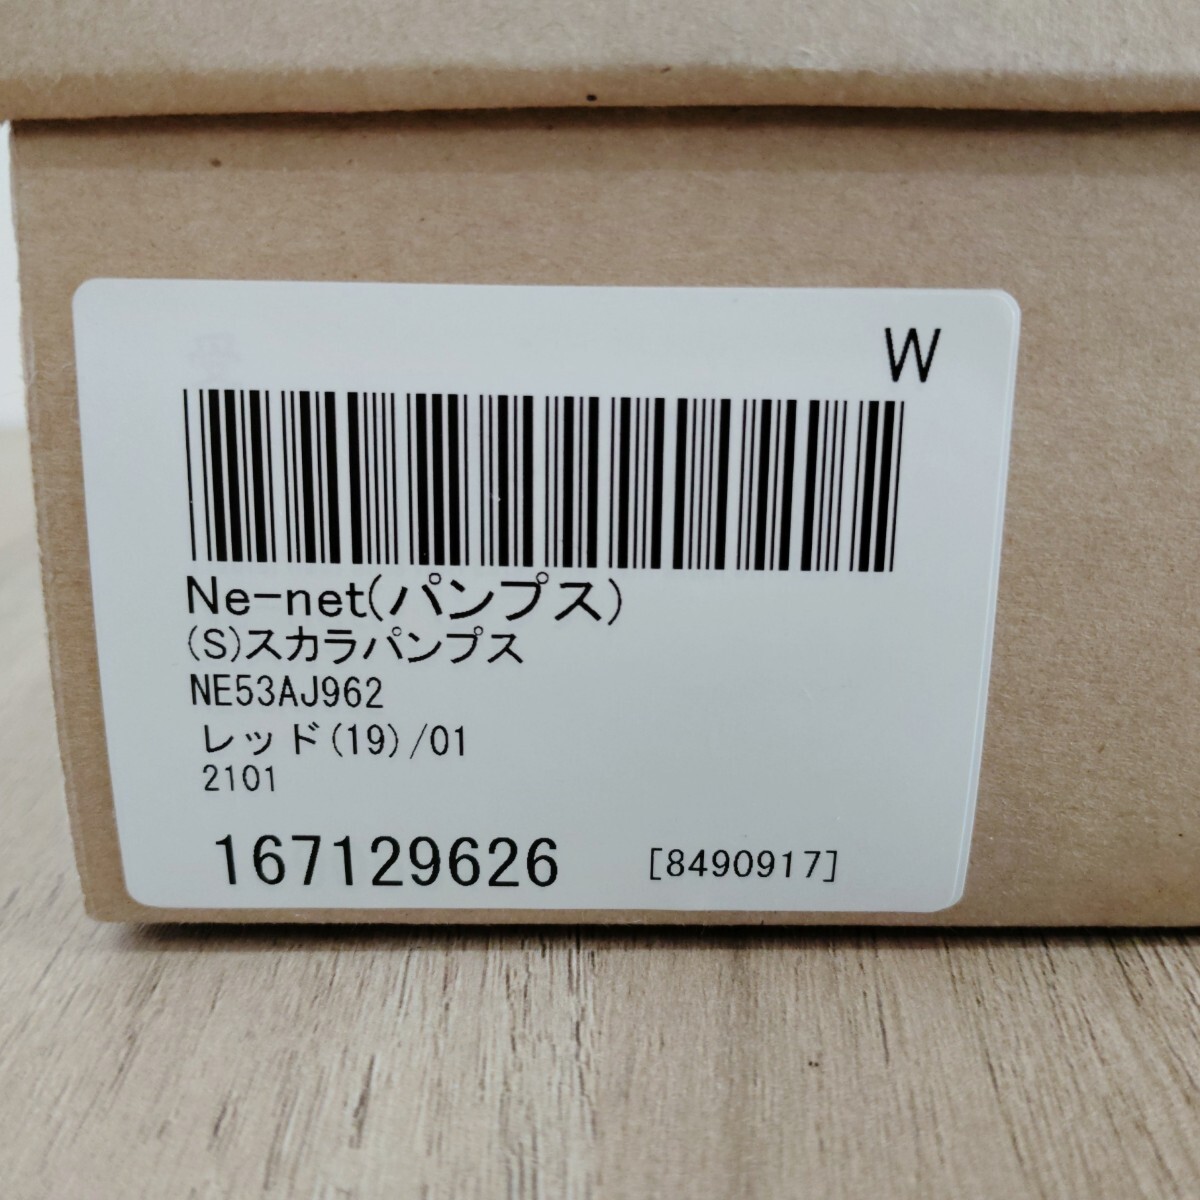 W
Ne-net(パンプス)
(S)スカラパンプス
NE53AJ962
レッド(19)/01
2101
167129626 [8490917]